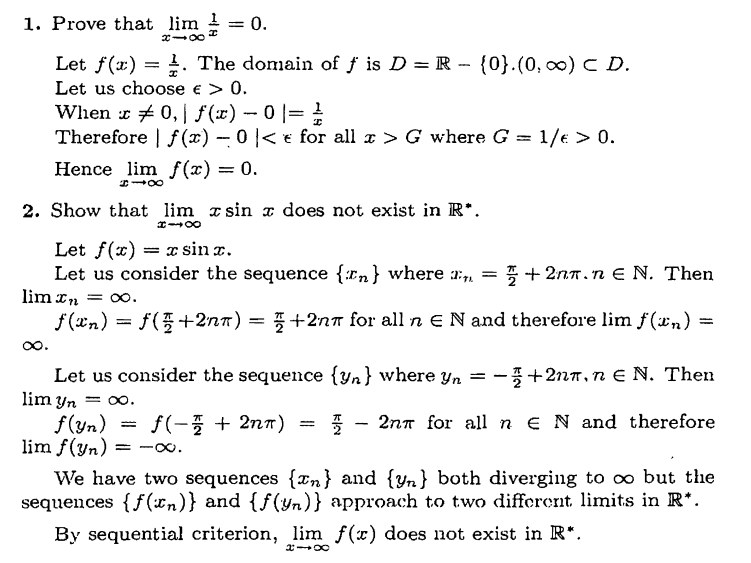 1. Prove that lim_{x→∞} 1/x = 0.
Let f(x) = 1/x. The domain of f is D = ℝ − {0}.(0, ∞) ⊂ D.
Let us choose ϵ > 0.
When x ≠ 0, | f(x) − 0 |= 1/x
Therefore | f(x) − 0 |< ϵ for all x > G where G = 1/ϵ > 0.
Hence lim_{x→∞} f(x) = 0.
2. Show that lim_{x→∞} x sin x does not exist in ℝ*.
Let f(x) = x sin x.
Let us consider the sequence {x_n} where x_n = π/2 + 2nπ. n ∈ ℕ. Then
lim x_n = ∞.
f(x_n) = f(π/2 +2nπ) = π/2 +2nπ for all n ∈ ℕ and therefore lim f(x_n) =
∞.
Let us consider the sequence {y_n} where y_n = −π/2 +2nπ, n ∈ ℕ. Then
lim y_n = ∞.
f(y_n) = f(−π/2 + 2nπ) = π/2 − 2nπ for all n ∈ ℕ and therefore
lim f(y_n) = −∞.
We have two sequences {x_n} and {y_n} both diverging to ∞ but the
sequences {f(x_n)} and {f(y_n)} approach to two different limits in ℝ*.
By sequential criterion, lim_{x→∞} f(x) does not exist in ℝ*.